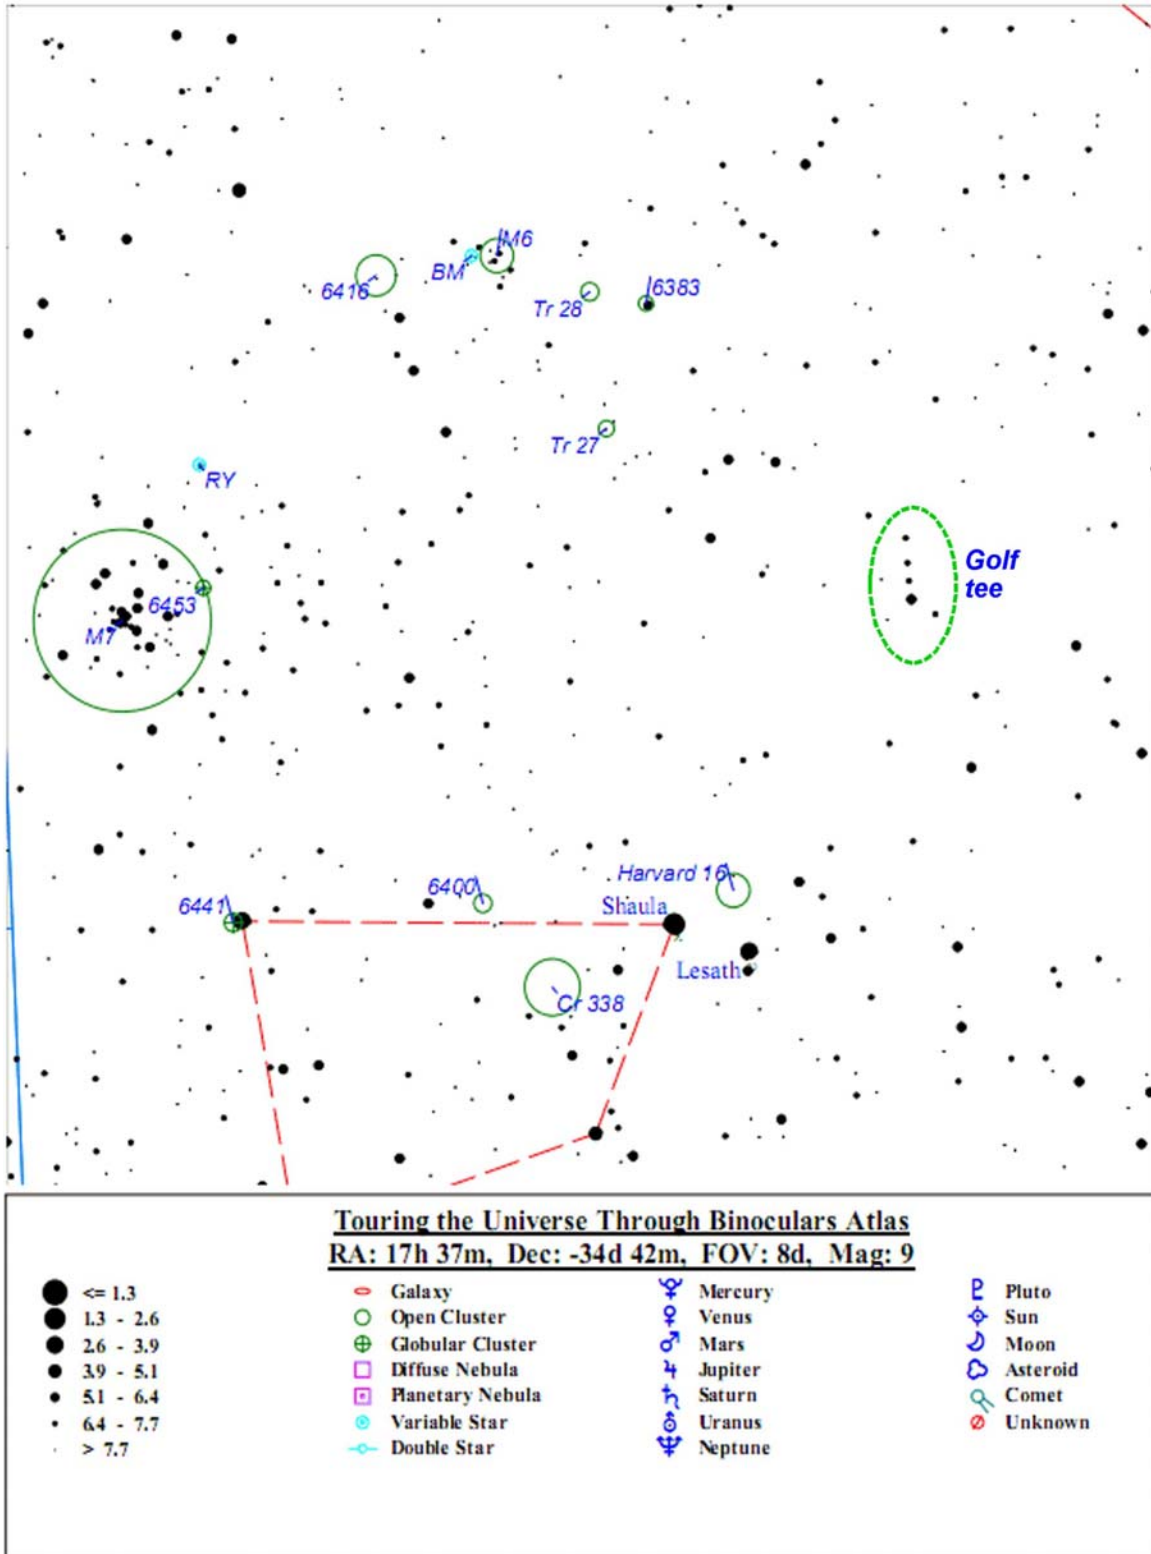 M6
BM
6416
Tr 28
6383
Tr 27
RY
Golf
tee
6453
M7
Harvard 16
6400
6441
Shaula
Lesath
Cr 338
Touring the Universe Through Binoculars Atlas
RA: 17h 37m, Dec: -34d 42m, FOV: 8d, Mag: 9
<= 1.3 Galaxy Mercury Pluto
1.3 - 2.6 Open Cluster Venus Sun
2.6 - 3.9 Globular Cluster Mars Moon
3.9 - 5.1 Diffuse Nebula Jupiter Asteroid
5.1 - 6.4 Planetary Nebula Saturn Comet
6.4 - 7.7 Variable Star Uranus Unknown
> 7.7 Double Star Neptune